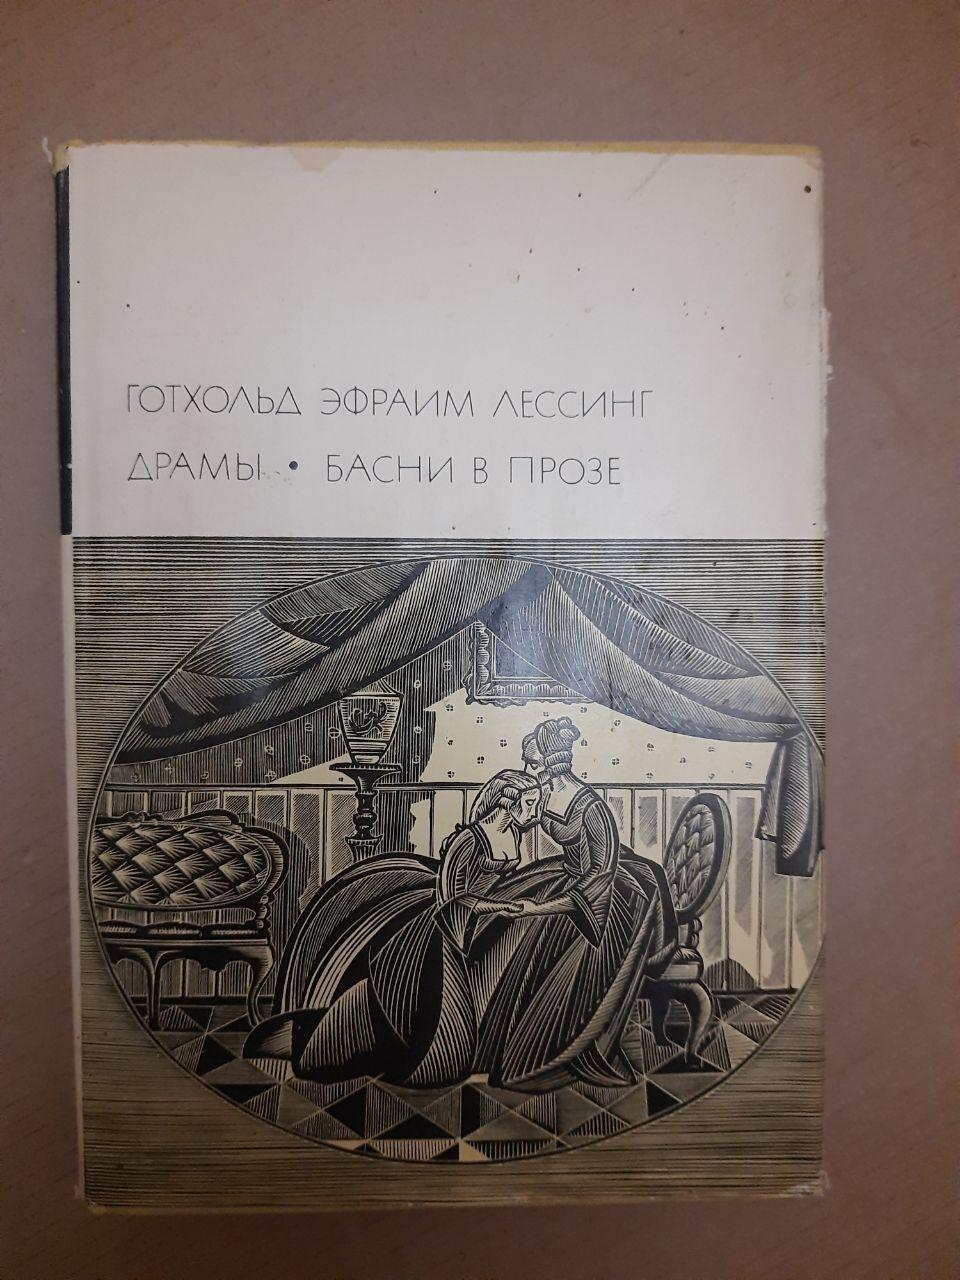 ГОТХОЛЬД ЭФРАИМ ЛЕССИНГ
ДРАМЫ • БАСНИ В ПРОЗЕ